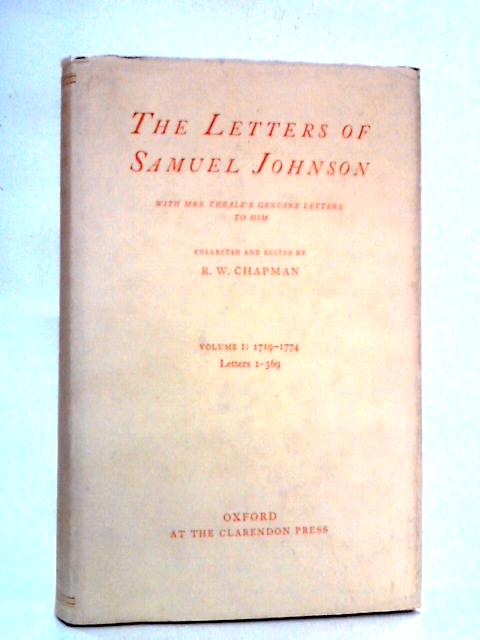 THE LETTERS OF
SAMUEL JOHNSON
WITH MRS. THRALE'S GENUINE LETTERS
TO HIM
COLLECTED AND EDITED BY
R. W. CHAPMAN
VOLUME I: 1719–1774
Letters 1–369
OXFORD
AT THE CLARENDON PRESS